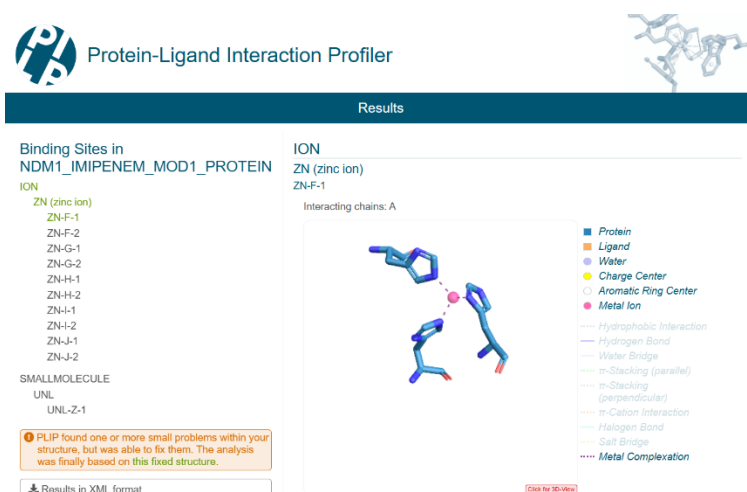 PLIP
Protein-Ligand Interaction Profiler
Results
Binding Sites in
NDM1_IMIPENEM_MOD1_PROTEIN
ION
ZN (zinc ion)
ZN-F-1
ZN-F-2
ZN-G-1
ZN-G-2
ZN-H-1
ZN-H-2
ZN-I-1
ZN-I-2
ZN-J-1
ZN-J-2
SMALLMOLECULE
UNL
UNL-Z-1
PLIP found one or more small problems within your
structure, but was able to fix them. The analysis
was finally based on this fixed structure.
Results in XML format
ION
ZN (zinc ion)
ZN-F-1
Interacting chains: A
Click for 3D-View
Protein
Ligand
Water
Charge Center
Aromatic Ring Center
Metal Ion
Hydrophobic Interaction
Hydrogen Bond
Water Bridge
π-Stacking (parallel)
π-Stacking
(perpendicular)
π-Cation Interaction
Halogen Bond
Salt Bridge
Metal Complexation